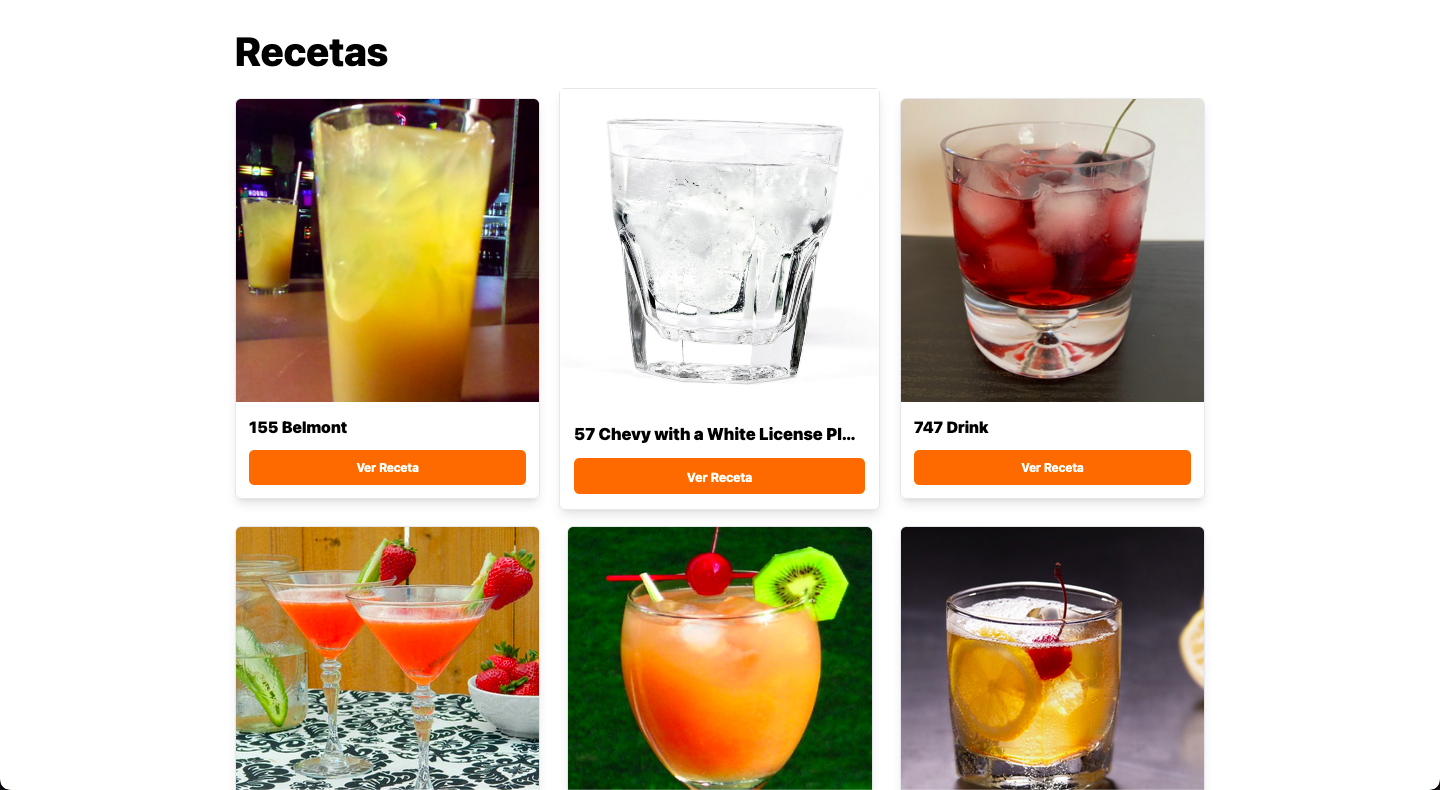 Recetas
155 Belmont
Ver Receta
57 Chevy with a White License Pl...
Ver Receta
747 Drink
Ver Receta